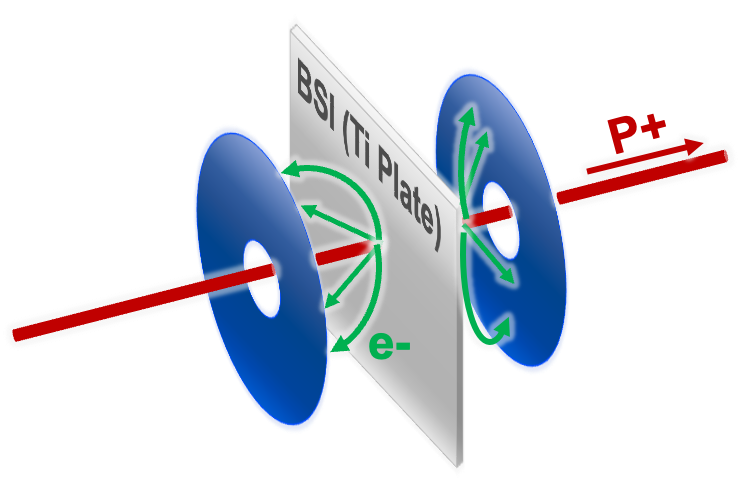 BSI (Ti Plate)
P+
e-